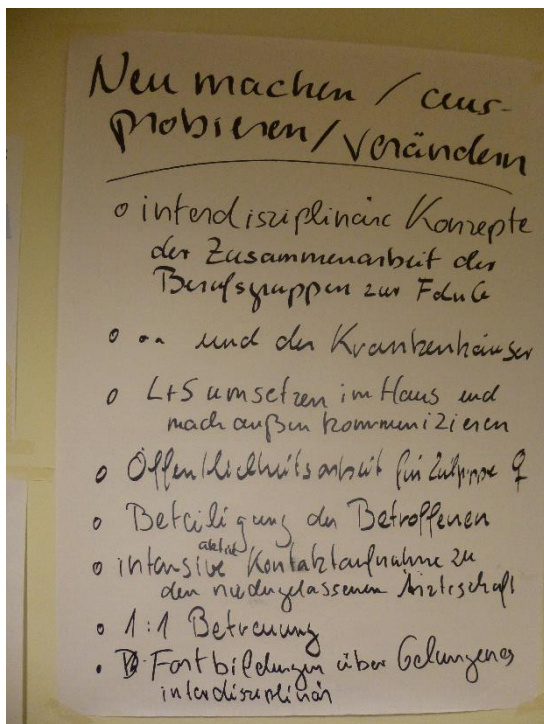 Neu machen / aus-
probieren / verändern
o interdisziplinäre Konzepte
der Zusammenarbeit der
Berufsgruppen zur FdnG
o .. und der Krankenhäuser
o L+S umsetzen im Haus und
nach außen kommunizieren
o Öffentlichkeitsarbeit für ♀
o Beteiligung der Betroffenen
aktive
o intensive Kontaktaufnahme zu
den niedergelassenen Ärzteschaft
• 1:1 Betreuung
• Fortbildungen über Gelungenes
interdisziplinär